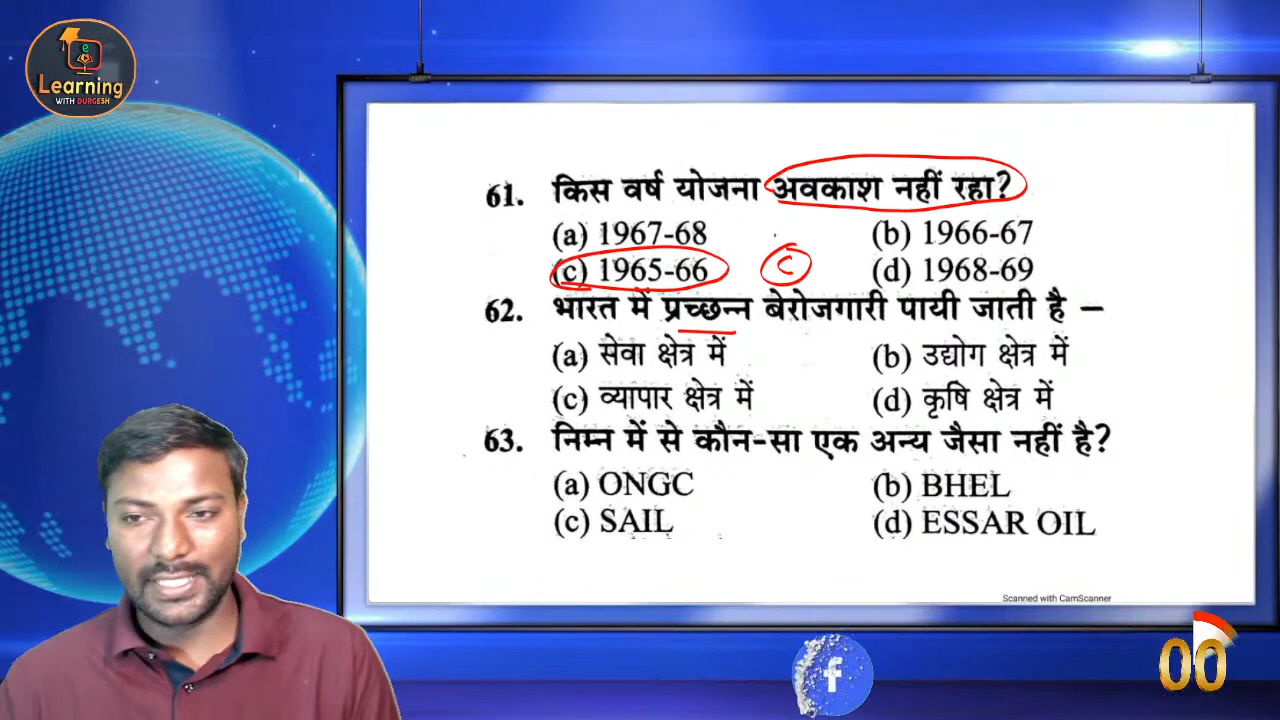 e
Learning
WITH DURGESH
61. किस वर्ष योजना अवकाश नहीं रहा?
(a) 1967-68 (b) 1966-67
(c) 1965-66 C (d) 1968-69
62. भारत में प्रच्छन्न बेरोजगारी पायी जाती है –
(a) सेवा क्षेत्र में (b) उद्योग क्षेत्र में
(c) व्यापार क्षेत्र में (d) कृषि क्षेत्र में
63. निम्न में से कौन-सा एक अन्य जैसा नहीं है?
(a) ONGC (b) BHEL
(c) SAIL (d) ESSAR OIL
Scanned with CamScanner
f
00